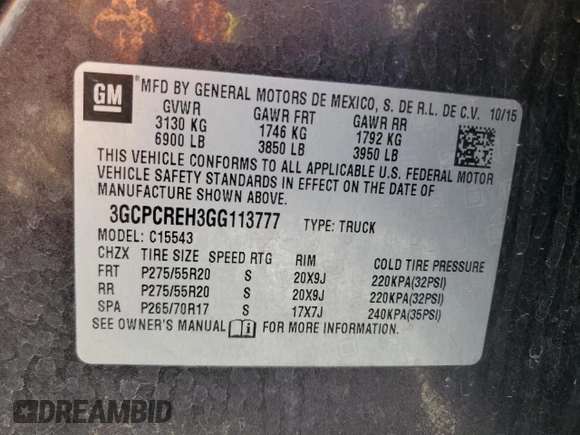 GM
MFD BY GENERAL MOTORS DE MEXICO, S. DE R.L. DE C.V. 10/15
GVWR GAWR FRT GAWR RR
3130 KG 1746 KG 1792 KG
6900 LB 3850 LB 3950 LB
THIS VEHICLE CONFORMS TO ALL APPLICABLE U.S. FEDERAL MOTOR
VEHICLE SAFETY STANDARDS IN EFFECT ON THE DATE OF
MANUFACTURE SHOWN ABOVE.
3GCPCREH3GG113777 TYPE: TRUCK
MODEL: C15543
CHZX TIRE SIZE SPEED RTG RIM COLD TIRE PRESSURE
FRT P275/55R20 S 20X9J 220KPA(32PSI)
RR P275/55R20 S 20X9J 220KPA(32PSI)
SPA P265/70R17 S 17X7J 240KPA(35PSI)
SEE OWNER'S MANUAL FOR MORE INFORMATION.
DREAMBID